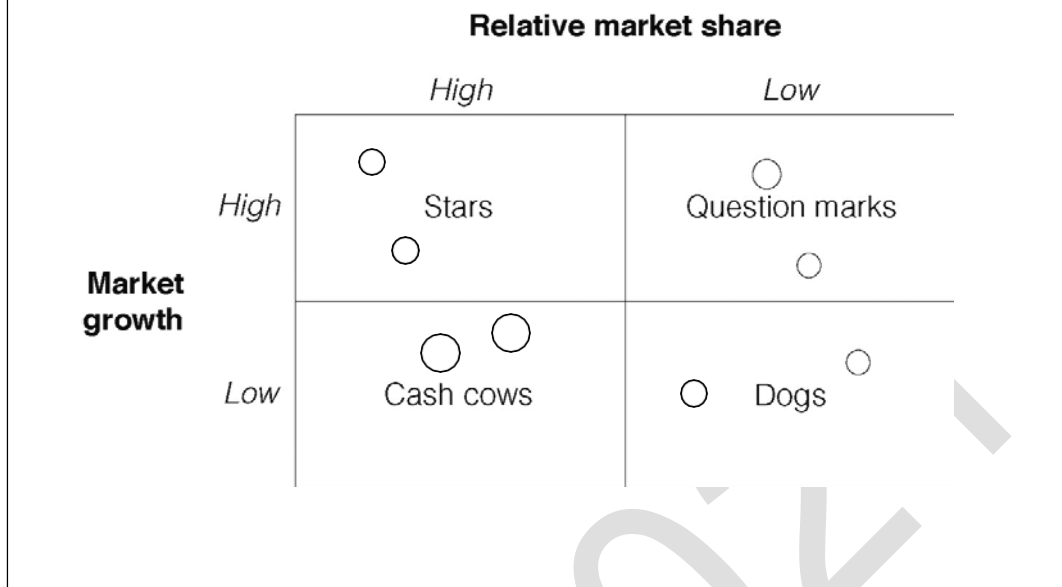 Relative market share
High Low
High Stars Question marks
Market
growth
Low Cash cows Dogs